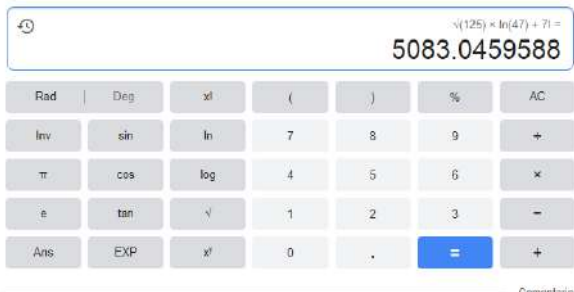 √(125) × ln(47) + 7! =
5083.0459588
Rad | Deg x! ( ) % AC
Inv sin ln 7 8 9 ÷
π cos log 4 5 6 ×
e tan √ 1 2 3 −
Ans EXP xʸ 0 . = +